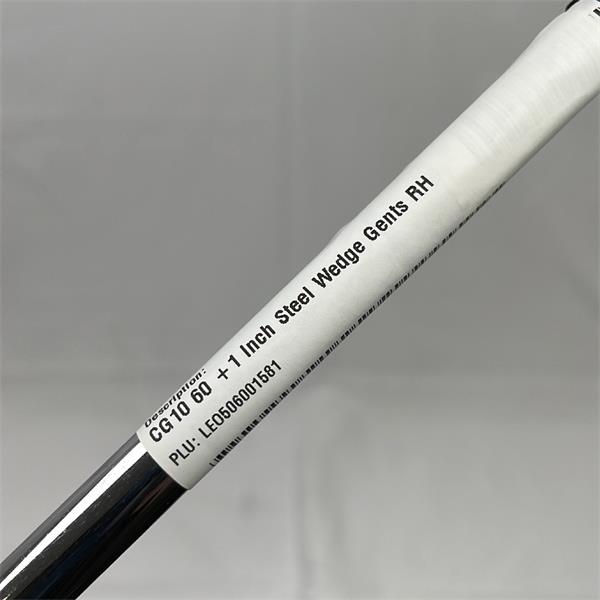 Description:
CG10 60 + 1 Inch Steel Wedge Gents RH
PLU: LEO506001581